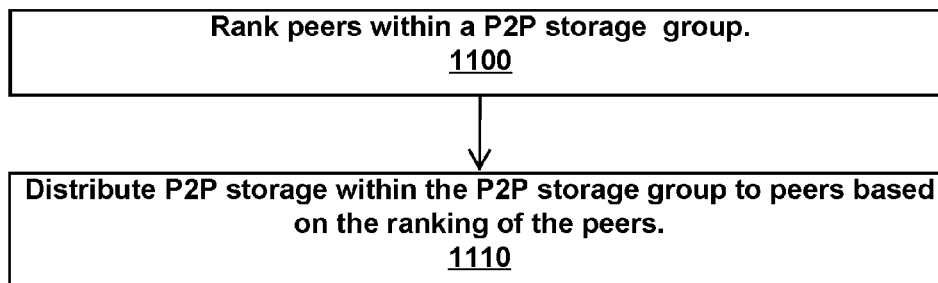 Rank peers within a P2P storage group.
1100
Distribute P2P storage within the P2P storage group to peers based
on the ranking of the peers.
1110